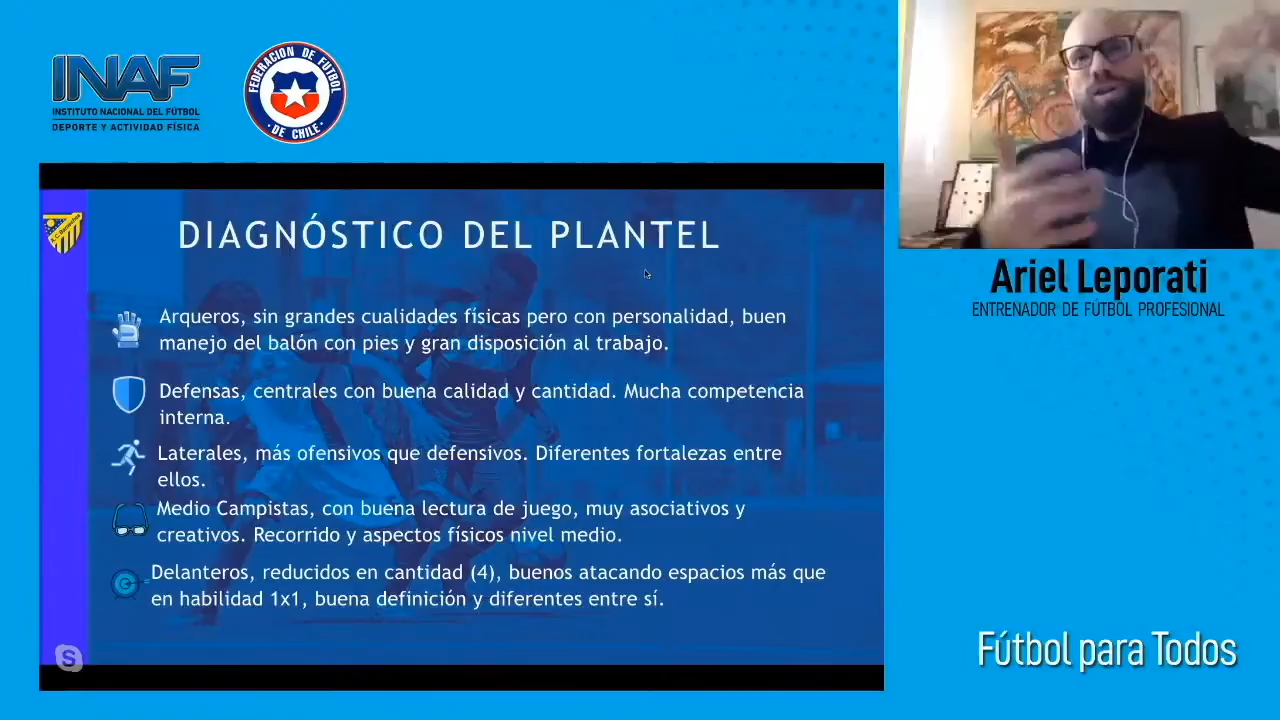 INAF
INSTITUTO NACIONAL DEL FÚTBOL
DEPORTE Y ACTIVIDAD FÍSICA
FEDERACION DE FUTBOL
· DE CHILE ·
DIAGNÓSTICO DEL PLANTEL
Arqueros, sin grandes cualidades físicas pero con personalidad, buen
manejo del balón con pies y gran disposición al trabajo.
Defensas, centrales con buena calidad y cantidad. Mucha competencia
interna.
Laterales, más ofensivos que defensivos. Diferentes fortalezas entre
ellos.
Medio Campistas, con buena lectura de juego, muy asociativos y
creativos. Recorrido y aspectos físicos nivel medio.
Delanteros, reducidos en cantidad (4), buenos atacando espacios más que
en habilidad 1x1, buena definición y diferentes entre sí.
S
Ariel Leporati
ENTRENADOR DE FÚTBOL PROFESIONAL
Fútbol para Todos